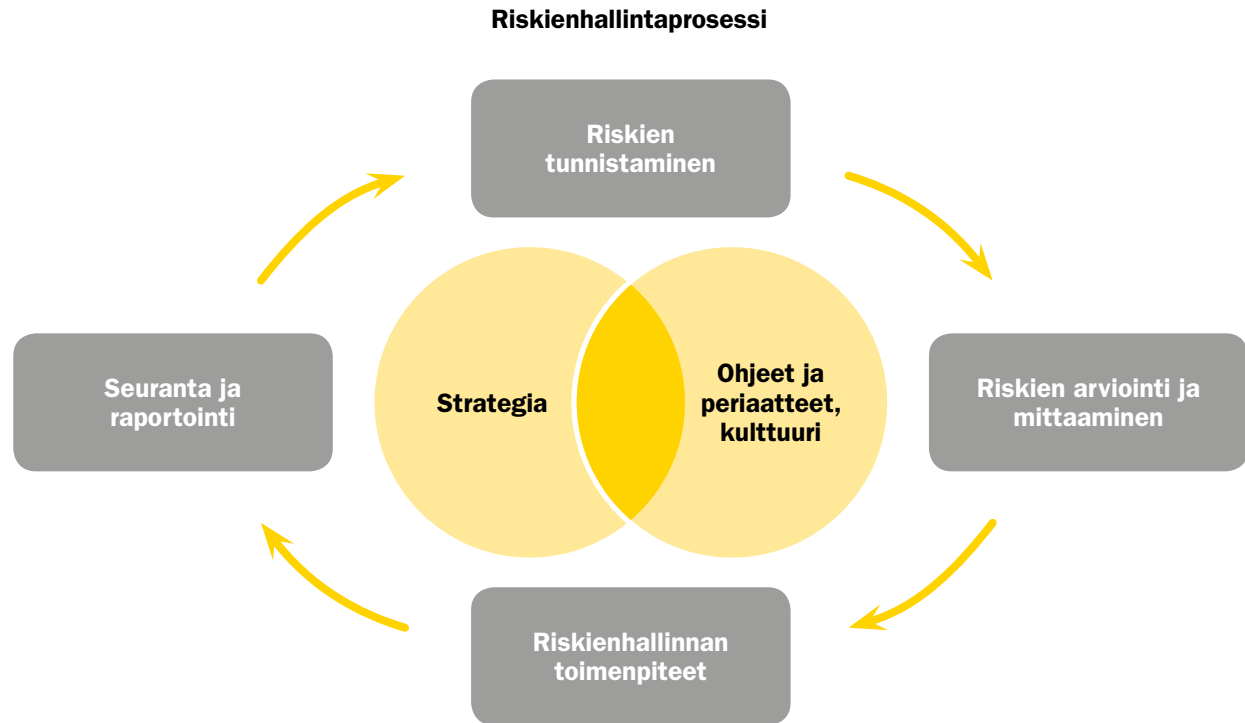 Riskienhallintaprosessi
Riskien
tunnistaminen
Seuranta ja
raportointi
Strategia
Ohjeet ja
periaatteet,
kulttuuri
Riskien arviointi ja
mittaaminen
Riskienhallinnan
toimenpiteet